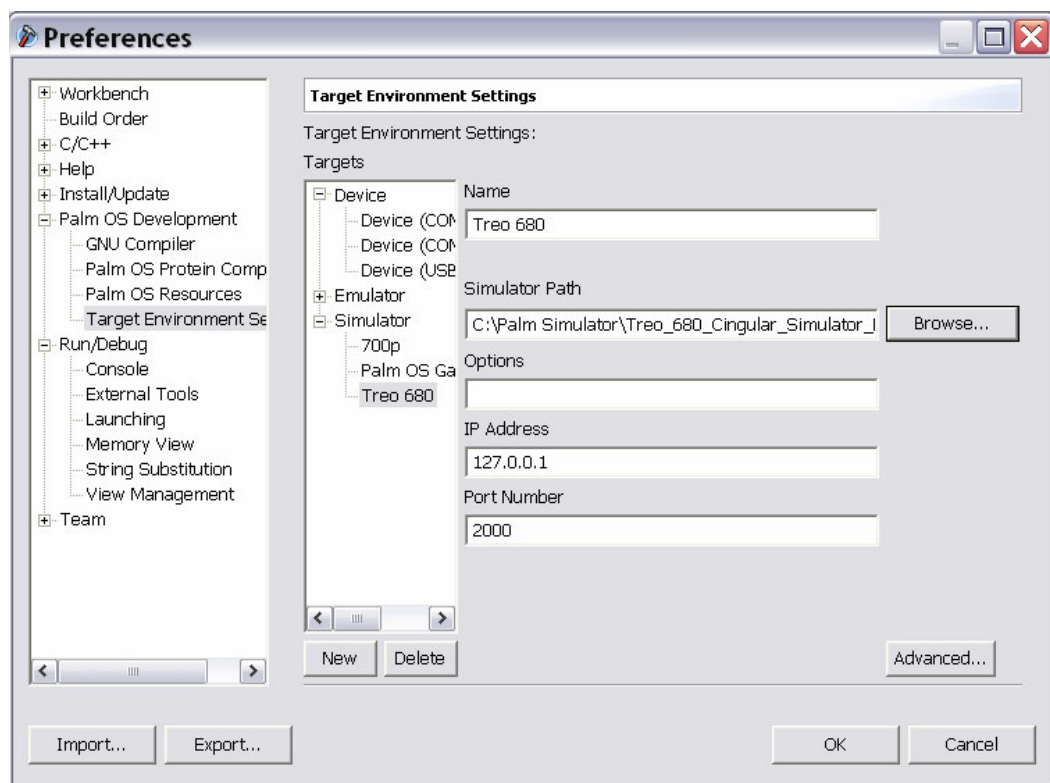 Preferences
Workbench
Build Order
C/C++
Help
Install/Update
Palm OS Development
GNU Compiler
Palm OS Protein Comp
Palm OS Resources
Target Environment Se
Run/Debug
Console
External Tools
Launching
Memory View
String Substitution
View Management
Team
Target Environment Settings
Target Environment Settings:
Targets
Device
Device (COM
Device (COM
Device (USB
Emulator
Simulator
700p
Palm OS Ga
Treo 680
Name
Treo 680
Simulator Path
C:\Palm Simulator\Treo_680_Cingular_Simulator_
Browse...
Options
IP Address
127.0.0.1
Port Number
2000
New
Delete
Advanced...
Import...
Export...
OK
Cancel